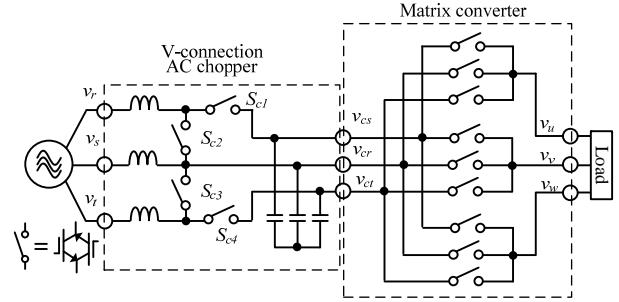 Matrix converter
V-connection
AC chopper
v_r
S_c1
v_cs
v_u
S_c2
v_s
v_cr
v_v
S_c3
v_ct
v_t
v_w
S_c4
Load
=